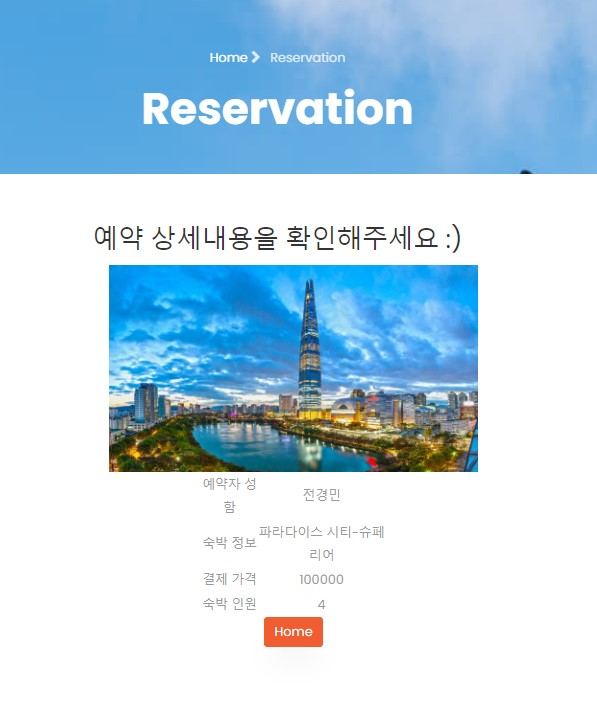 Home > Reservation
Reservation
예약 상세내용을 확인해주세요 :)
예약자 성
함
전경민
숙박 정보
파라다이스 시티-슈페
리어
결제 가격 100000
숙박 인원 4
Home